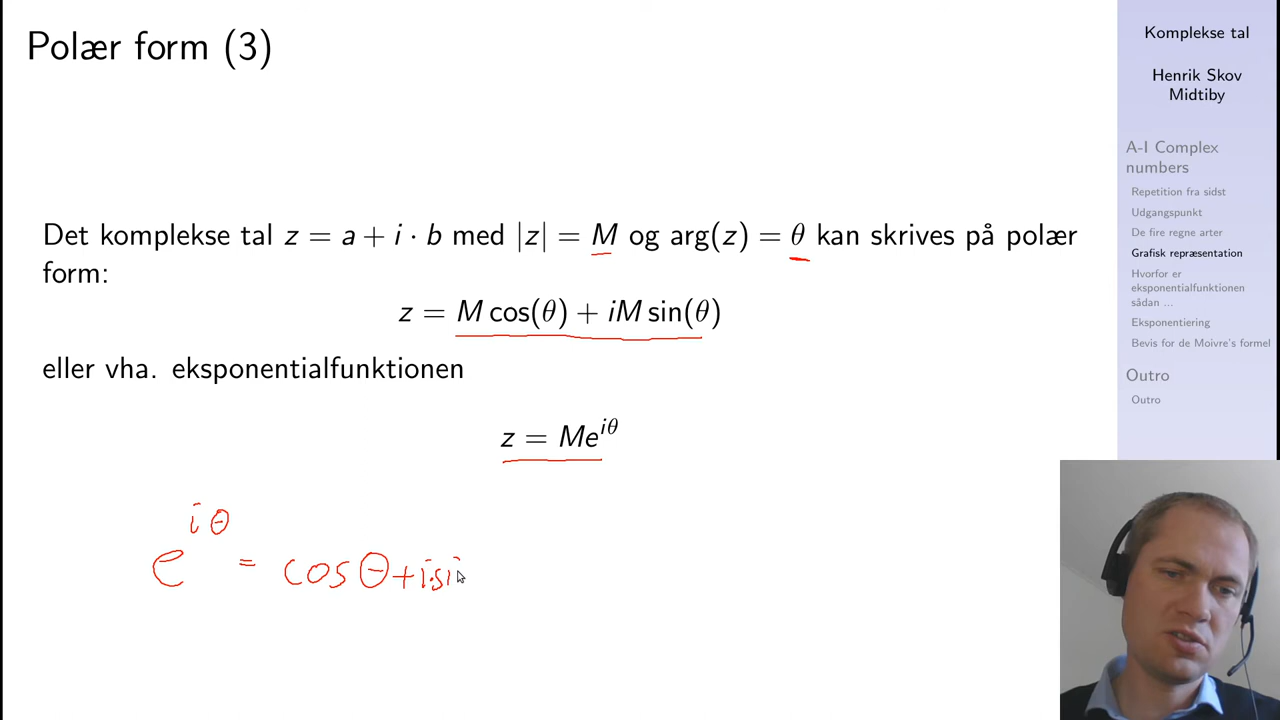 Polær form (3)
Det komplekse tal z = a + i · b med |z| = M og arg(z) = θ kan skrives på polær
form:
z = M cos(θ) + iM sin(θ)
eller vha. eksponentialfunktionen
z = Me^{iθ}
e^{iθ} = cos θ + i·si
Komplekse tal
Henrik Skov
Midtiby
A-I Complex
numbers
Repetition fra sidst
Udgangspunkt
De fire regne arter
Grafisk repræsentation
Hvorfor er
eksponentialfunktionen
sådan ...
Eksponentiering
Bevis for de Moivre's formel
Outro
Outro